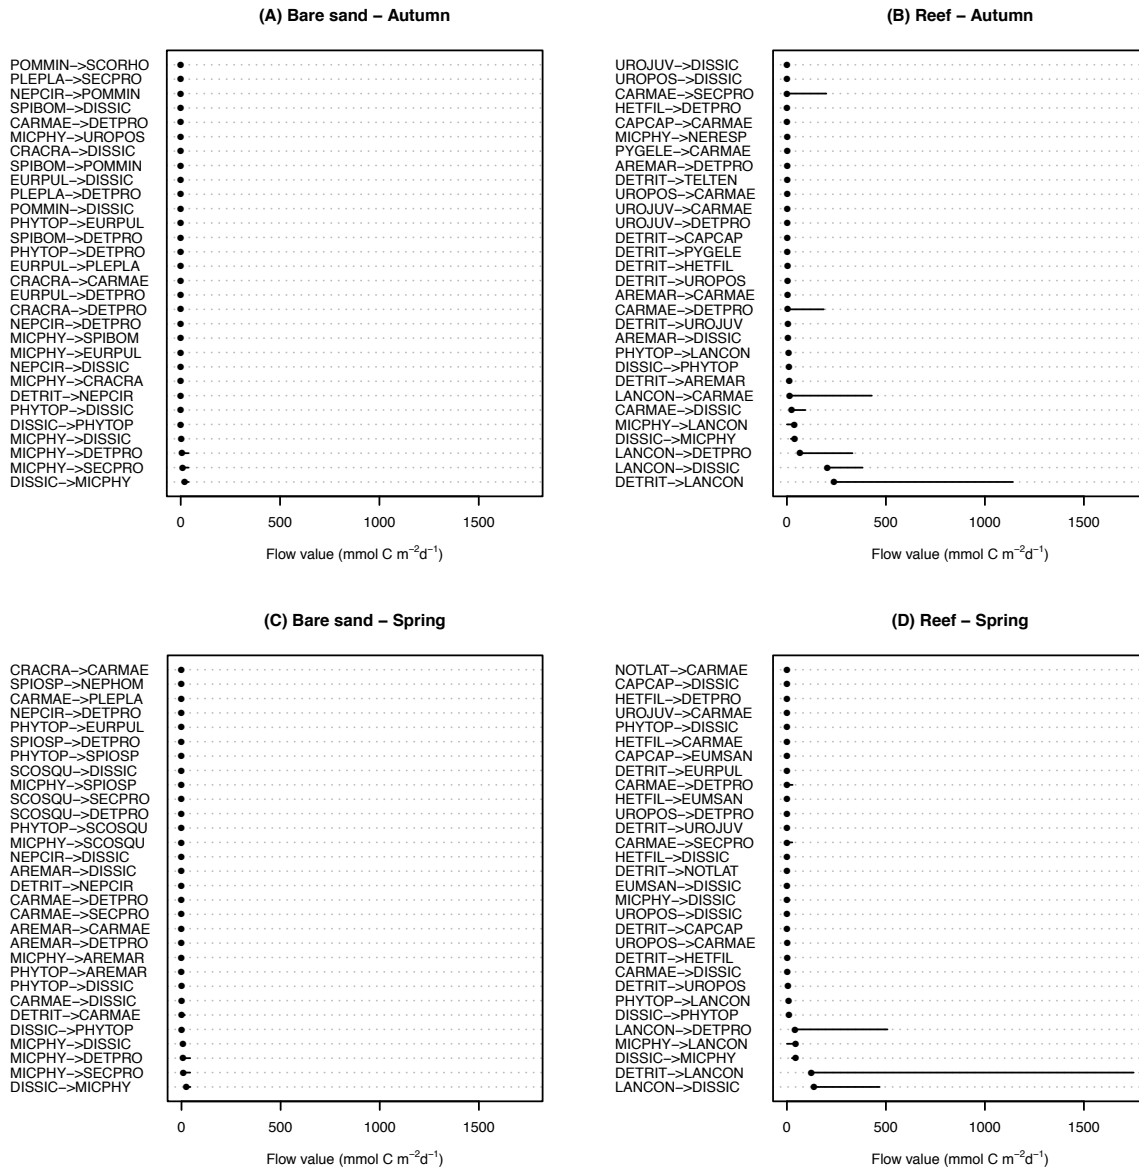 (A) Bare sand – Autumn
POMMIN−>SCORHO
PLEPLA−>SECPRO
NEPCIR−>POMMIN
SPIBOM−>DISSIC
CARMAE−>DETPRO
MICPHY−>UROPOS
CRACRA−>DISSIC
SPIBOM−>POMMIN
EURPUL−>DISSIC
PLEPLA−>DETPRO
POMMIN−>DISSIC
PHYTOP−>EURPUL
SPIBOM−>DETPRO
PHYTOP−>DETPRO
EURPUL−>PLEPLA
CRACRA−>CARMAE
EURPUL−>DETPRO
CRACRA−>DETPRO
NEPCIR−>DETPRO
MICPHY−>SPIBOM
MICPHY−>EURPUL
NEPCIR−>DISSIC
MICPHY−>CRACRA
DETRIT−>NEPCIR
PHYTOP−>DISSIC
DISSIC−>PHYTOP
MICPHY−>DISSIC
MICPHY−>DETPRO
MICPHY−>SECPRO
DISSIC−>MICPHY
0 500 1000 1500
Flow value (mmol C m⁻²d⁻¹)
(B) Reef – Autumn
UROJUV−>DISSIC
UROPOS−>DISSIC
CARMAE−>SECPRO
HETFIL−>DETPRO
CAPCAP−>CARMAE
MICPHY−>NERESP
PYGELE−>CARMAE
AREMAR−>DETPRO
DETRIT−>TELTEN
UROPOS−>CARMAE
UROJUV−>CARMAE
UROJUV−>DETPRO
DETRIT−>CAPCAP
DETRIT−>PYGELE
DETRIT−>HETFIL
DETRIT−>UROPOS
AREMAR−>CARMAE
CARMAE−>DETPRO
DETRIT−>UROJUV
AREMAR−>DISSIC
PHYTOP−>LANCON
DISSIC−>PHYTOP
DETRIT−>AREMAR
LANCON−>CARMAE
CARMAE−>DISSIC
MICPHY−>LANCON
DISSIC−>MICPHY
LANCON−>DETPRO
LANCON−>DISSIC
DETRIT−>LANCON
0 500 1000 1500
Flow value (mmol C m⁻²d⁻¹)
(C) Bare sand – Spring
CRACRA−>CARMAE
SPIOSP−>NEPHOM
CARMAE−>PLEPLA
NEPCIR−>DETPRO
PHYTOP−>EURPUL
SPIOSP−>DETPRO
PHYTOP−>SPIOSP
SCOSQU−>DISSIC
MICPHY−>SPIOSP
SCOSQU−>SECPRO
SCOSQU−>DETPRO
PHYTOP−>SCOSQU
MICPHY−>SCOSQU
NEPCIR−>DISSIC
AREMAR−>DISSIC
DETRIT−>NEPCIR
CARMAE−>DETPRO
CARMAE−>SECPRO
AREMAR−>CARMAE
AREMAR−>DETPRO
MICPHY−>AREMAR
PHYTOP−>AREMAR
PHYTOP−>DISSIC
CARMAE−>DISSIC
DETRIT−>CARMAE
DISSIC−>PHYTOP
MICPHY−>DISSIC
MICPHY−>DETPRO
MICPHY−>SECPRO
DISSIC−>MICPHY
0 500 1000 1500
Flow value (mmol C m⁻²d⁻¹)
(D) Reef – Spring
NOTLAT−>CARMAE
CAPCAP−>DISSIC
HETFIL−>DETPRO
UROJUV−>CARMAE
PHYTOP−>DISSIC
HETFIL−>CARMAE
CAPCAP−>EUMSAN
DETRIT−>EURPUL
CARMAE−>DETPRO
HETFIL−>EUMSAN
UROPOS−>DETPRO
DETRIT−>UROJUV
CARMAE−>SECPRO
HETFIL−>DISSIC
DETRIT−>NOTLAT
EUMSAN−>DISSIC
MICPHY−>DISSIC
UROPOS−>DISSIC
DETRIT−>CAPCAP
UROPOS−>CARMAE
DETRIT−>HETFIL
CARMAE−>DISSIC
DETRIT−>UROPOS
PHYTOP−>LANCON
DISSIC−>PHYTOP
LANCON−>DETPRO
MICPHY−>LANCON
DISSIC−>MICPHY
DETRIT−>LANCON
LANCON−>DISSIC
0 500 1000 1500
Flow value (mmol C m⁻²d⁻¹)